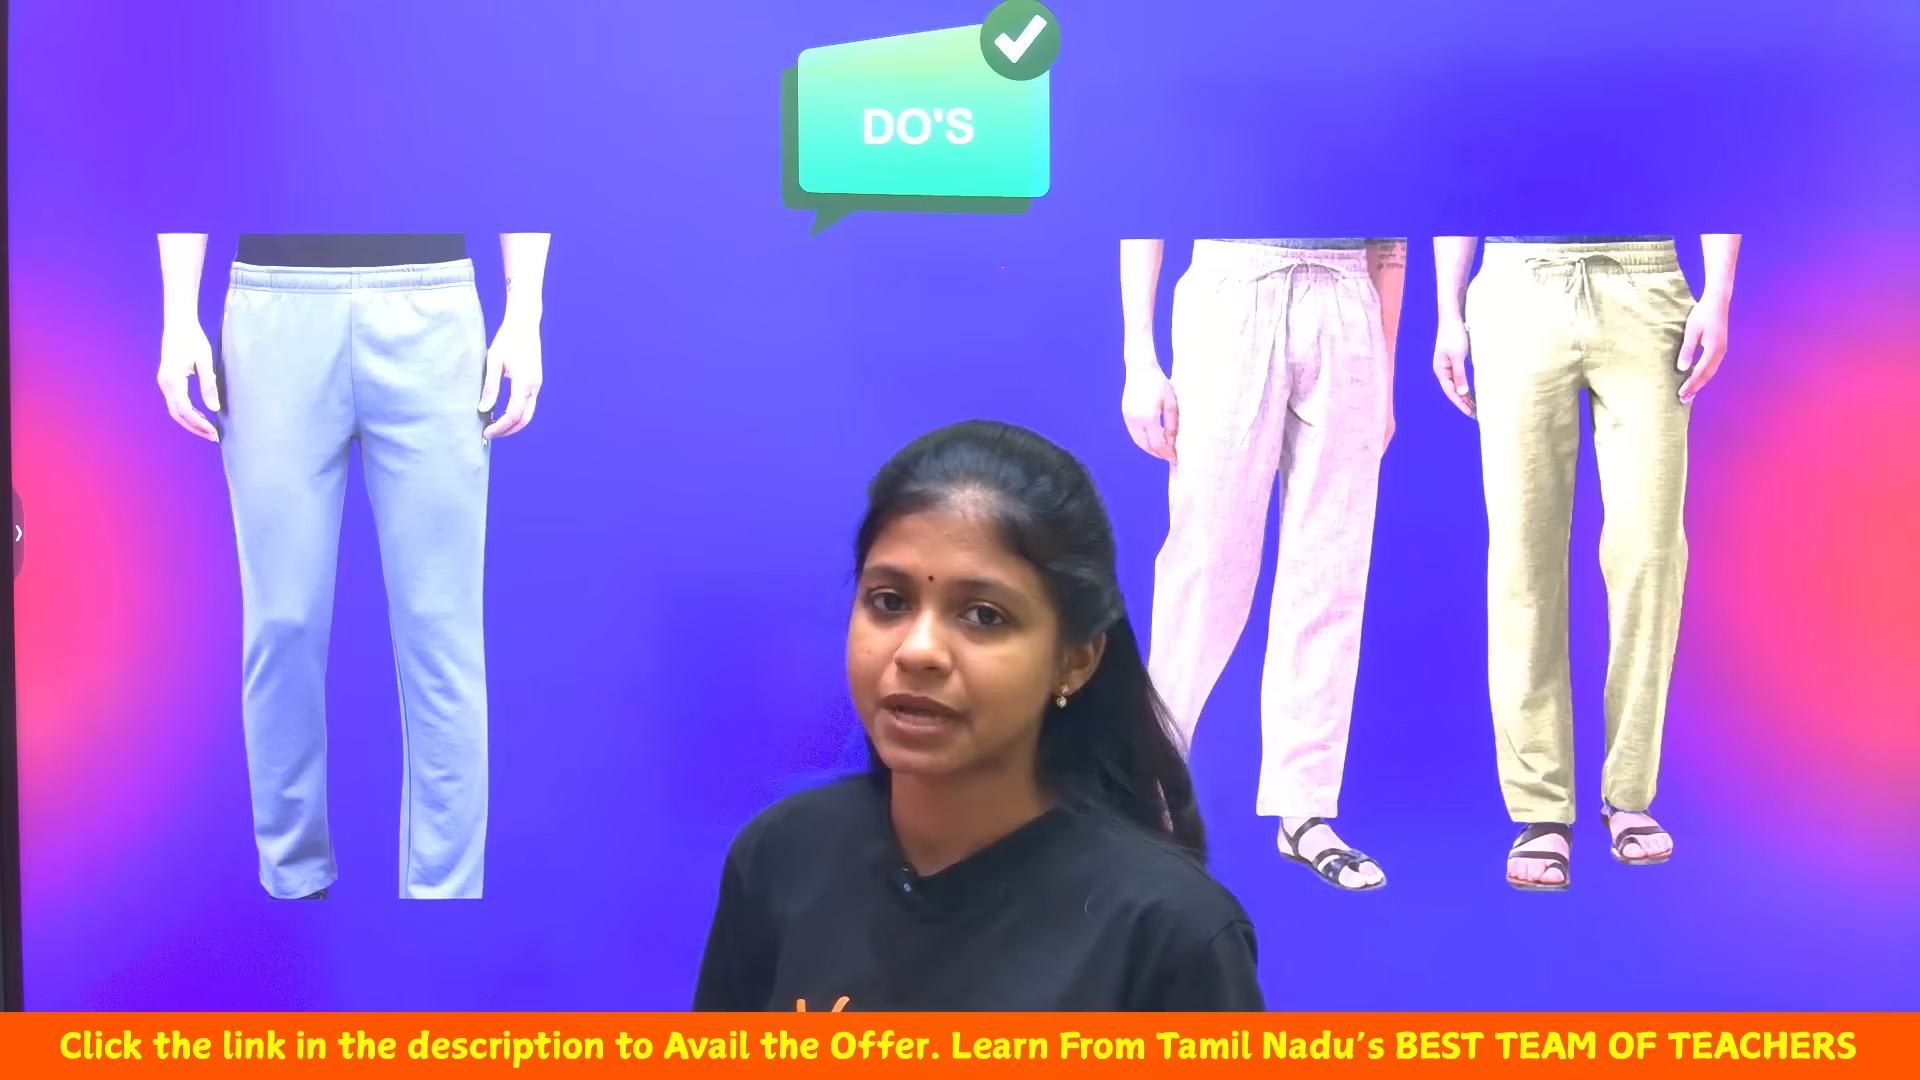 DO'S
Click the link in the description to Avail the Offer. Learn From Tamil Nadu's BEST TEAM OF TEACHERS